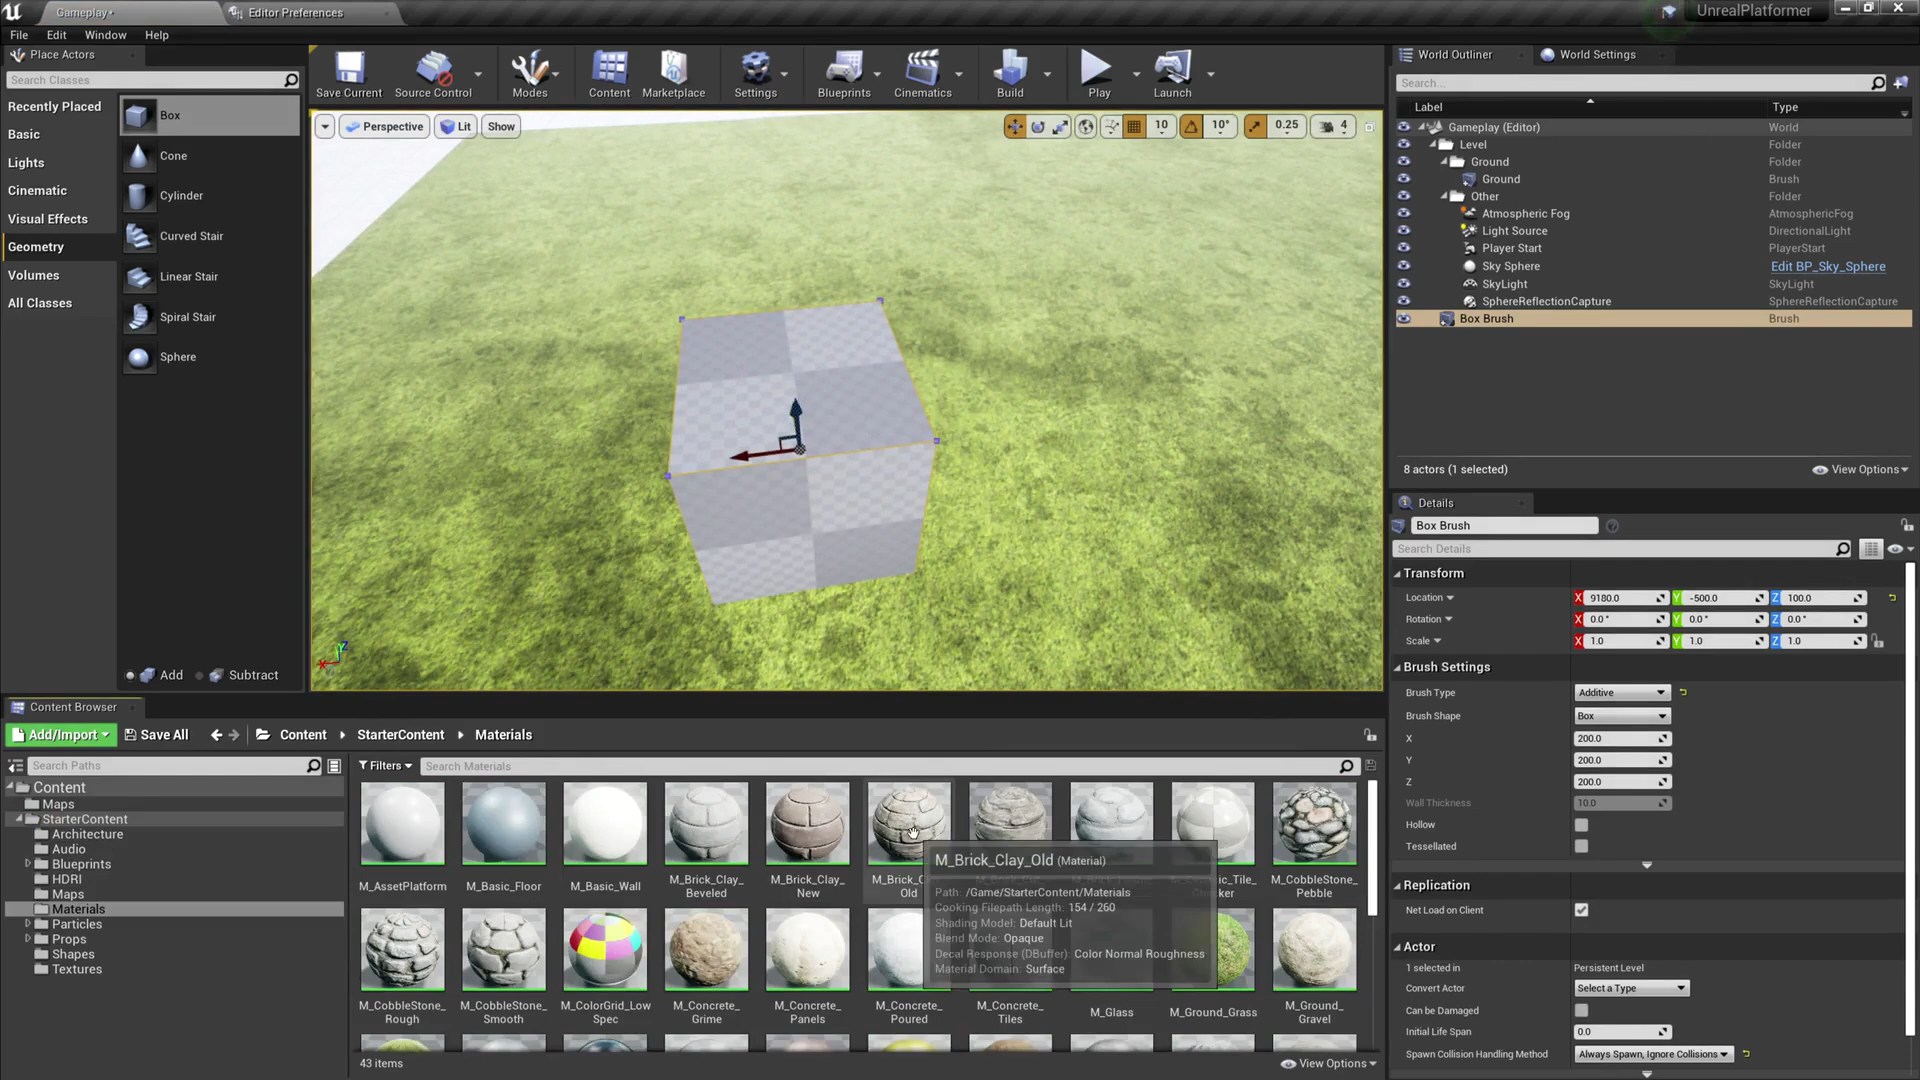 Gameplay•
Editor Preferences
UnrealPlatformer
File Edit Window Help
Place Actors
Search Classes
Recently Placed
Basic
Lights
Cinematic
Visual Effects
Geometry
Volumes
All Classes
Box
Cone
Cylinder
Curved Stair
Linear Stair
Spiral Stair
Sphere
Add Subtract
Save Current
Source Control
Modes
Content
Marketplace
Settings
Blueprints
Cinematics
Build
Play
Launch
Perspective Lit Show
10 10° 0.25 4
X Z
World Outliner
World Settings
Search...
Label Type
Gameplay (Editor) World
Level Folder
Ground Folder
Ground Brush
Other Folder
Atmospheric Fog AtmosphericFog
Light Source DirectionalLight
Player Start PlayerStart
Sky Sphere Edit BP_Sky_Sphere
SkyLight SkyLight
SphereReflectionCapture SphereReflectionCapture
Box Brush Brush
8 actors (1 selected) View Options
Details
Box Brush
Search Details
Transform
Location X 9180.0 Y -500.0 Z 100.0
Rotation X 0.0° Y 0.0° Z 0.0°
Scale X 1.0 Y 1.0 Z 1.0
Brush Settings
Brush Type Additive
Brush Shape Box
X 200.0
Y 200.0
Z 200.0
Wall Thickness 10.0
Hollow
Tessellated
Replication
Net Load on Client
Actor
1 selected in Persistent Level
Convert Actor Select a Type
Can be Damaged
Initial Life Span 0.0
Spawn Collision Handling Method Always Spawn, Ignore Collisions
Content Browser
Add/Import Save All Content StarterContent Materials
Search Paths
Filters Search Materials
Content
Maps
StarterContent
Architecture
Audio
Blueprints
HDRI
Maps
Materials
Particles
Props
Shapes
Textures
M_AssetPlatform
M_Basic_Floor
M_Basic_Wall
M_Brick_Clay_
Beveled
M_Brick_Clay_
New
M_Brick_C
Old
M_CobbleStone_
Pebble
M_Brick_Clay_Old (Material)
Path: /Game/StarterContent/Materials
Cooking Filepath Length: 154 / 260
Shading Model: Default Lit
Blend Mode: Opaque
Decal Response (DBuffer): Color Normal Roughness
Material Domain: Surface
M_CobbleStone_
Rough
M_CobbleStone_
Smooth
M_ColorGrid_Low
Spec
M_Concrete_
Grime
M_Concrete_
Panels
M_Concrete_
Poured
M_Concrete_
Tiles
M_Glass
M_Ground_Grass
M_Ground_
Gravel
43 items View Options